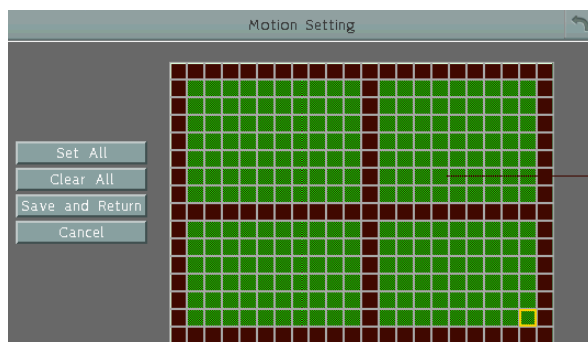 Motion Setting
Set All
Clear All
Save and Return
Cancel